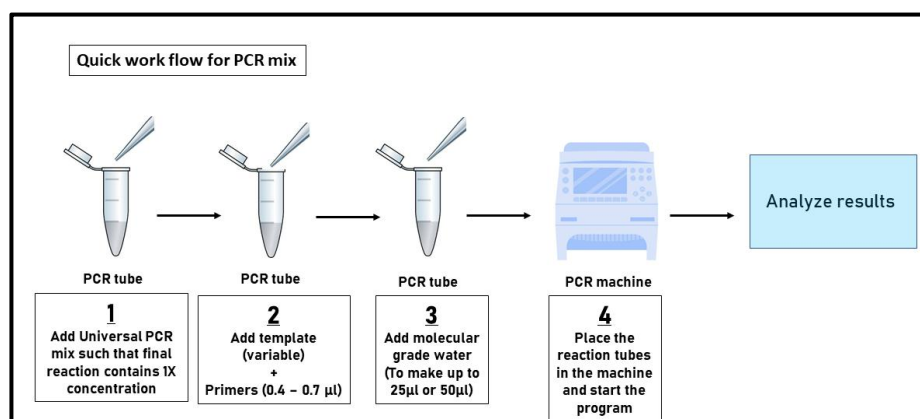 Quick work flow for PCR mix
PCR tube
1
Add Universal PCR
mix such that final
reaction contains 1X
concentration
PCR tube
2
Add template
(variable)
+
Primers (0.4 – 0.7 µl)
PCR tube
3
Add molecular
grade water
(To make up to
25µl or 50µl)
PCR machine
4
Place the
reaction tubes
in the machine
and start the
program
Analyze results